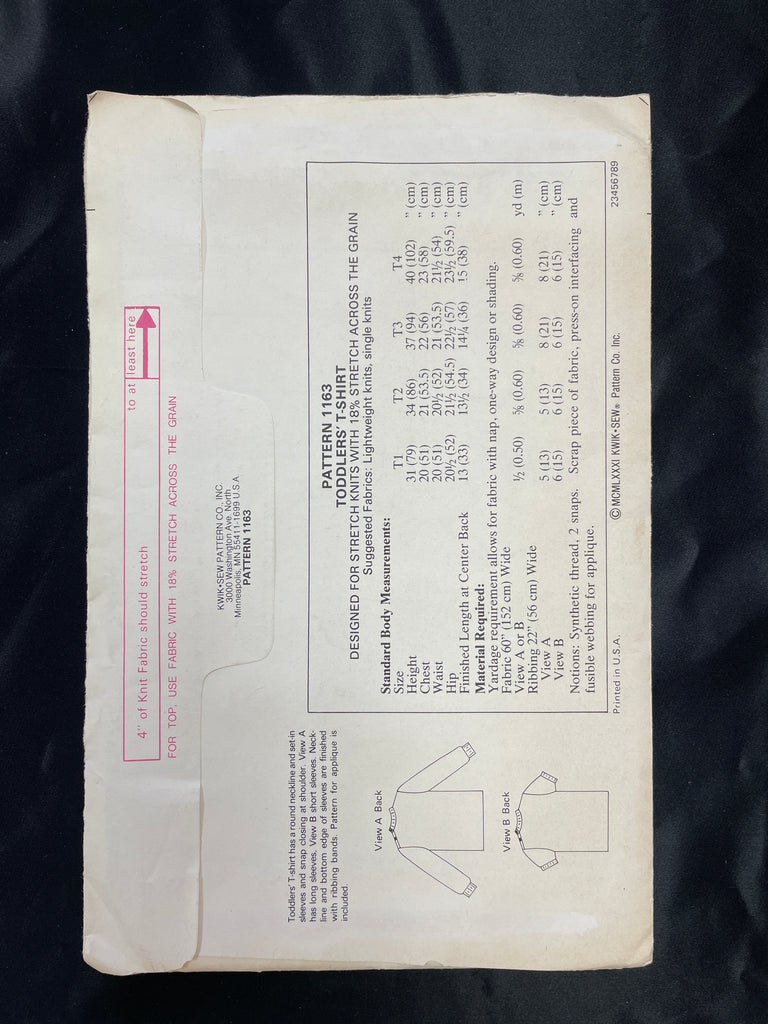 4" of Knit Fabric should stretch to at least here
FOR TOP, USE FABRIC WITH 18% STRETCH ACROSS THE GRAIN
KWIK•SEW PATTERN CO., INC.
3000 Washington Ave. North
Minneapolis, MN 55411-1699 U.S.A.
PATTERN 1163
Toddlers' T-shirt has a round neckline and set-in
sleeves and snap closing at shoulder. View A
has long sleeves. View B short sleeves. Neck-
line and bottom edge of sleeves are finished
with ribbing bands. Pattern for applique is
included.
View A Back
View B Back
PATTERN 1163
TODDLERS' T-SHIRT
DESIGNED FOR STRETCH KNITS WITH 18% STRETCH ACROSS THE GRAIN
Suggested Fabrics: Lightweight knits, single knits
Standard Body Measurements:
Size T1 T2 T3 T4
Height 31 (79) 34 (86) 37 (94) 40 (102) " (cm)
Chest 20 (51) 21 (53.5) 22 (56) 23 (58) " (cm)
Waist 20 (51) 20½ (52) 21 (53.5) 21½ (54) " (cm)
Hip 20½ (52) 21½ (54.5) 22½ (57) 23½ (59.5) " (cm)
Finished Length at Center Back 13 (33) 13½ (34) 14¼ (36) 15 (38) " (cm)
Material Required:
Yardage requirement allows for fabric with nap, one-way design or shading.
Fabric 60" (152 cm) Wide
View A or B ½ (0.50) ⅝ (0.60) ⅝ (0.60) ⅝ (0.60) yd (m)
Ribbing 22" (56 cm) Wide
View A 5 (13) 5 (13) 8 (21) 8 (21) " (cm)
View B 6 (15) 6 (15) 6 (15) 6 (15) " (cm)
Notions: Synthetic thread, 2 snaps. Scrap piece of fabric, press-on interfacing and
fusible webbing for applique.
Printed in U.S.A. © MCMLXXXI KWIK•SEW® Pattern Co. Inc. 23456789